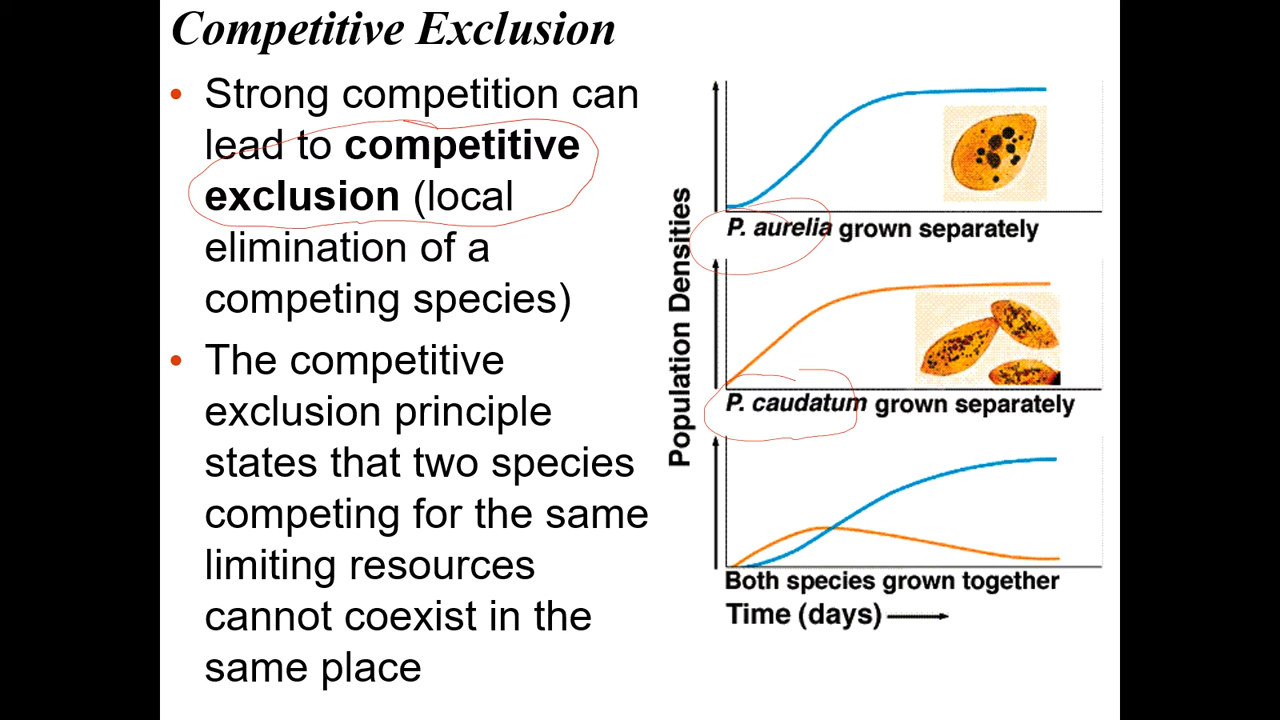 Competitive Exclusion
• Strong competition can
lead to competitive
exclusion (local
elimination of a
competing species)
• The competitive
exclusion principle
states that two species
competing for the same
limiting resources
cannot coexist in the
same place
Population Densities
P. aurelia grown separately
P. caudatum grown separately
Both species grown together
Time (days)